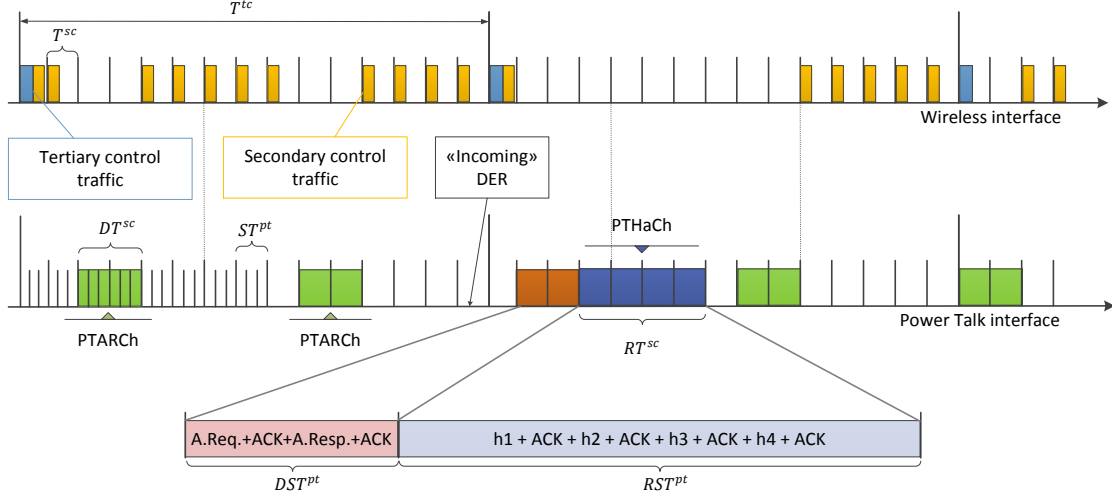 T^{tc}
T^{sc}
Wireless interface
Tertiary control
traffic
Secondary control
traffic
«Incoming»
DER
DT^{sc}
ST^{pt}
PTHaCh
Power Talk interface
PTARCh
PTARCh
RT^{sc}
A.Req.+ACK+A.Resp.+ACK
h1 + ACK + h2 + ACK + h3 + ACK + h4 + ACK
DST^{pt}
RST^{pt}